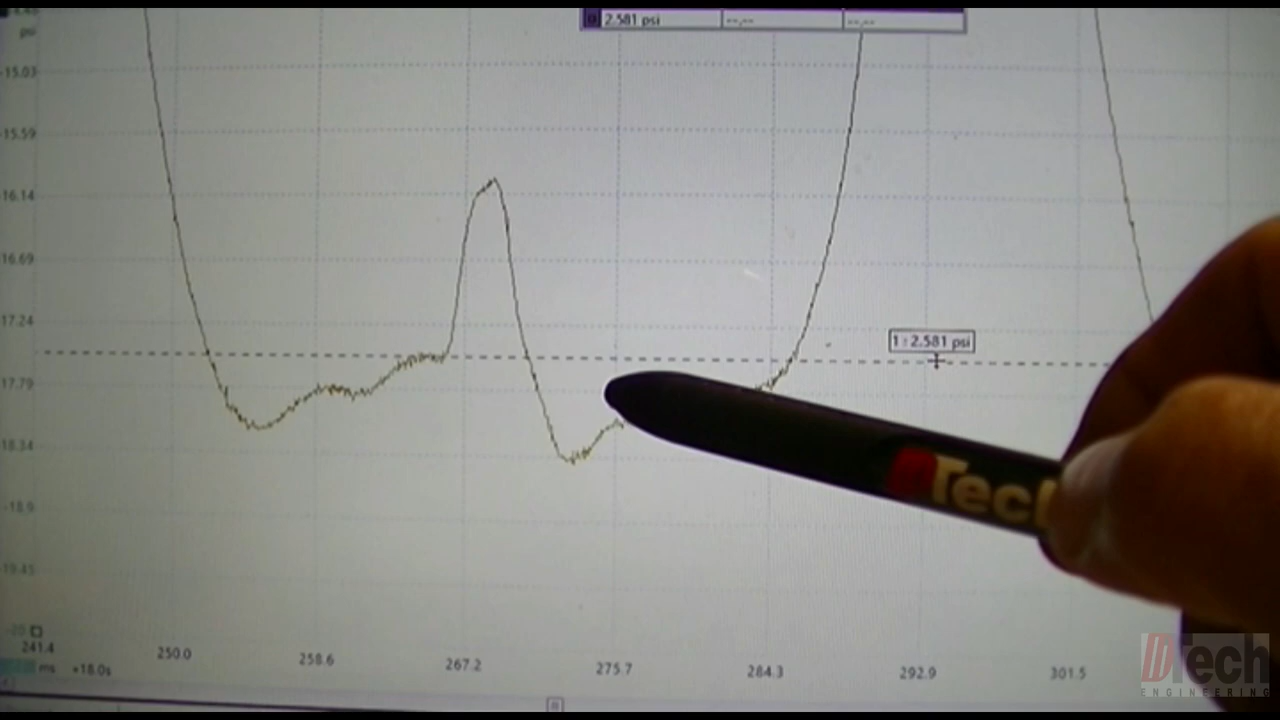 2.581 psi --.-- --.--
psi
-15.03
-15.59
-16.14
-16.69
-17.24
1 : 2.581 psi
-17.79
-18.34
-18.9
-19.45
-20
241.4 250.0 258.6 267.2 275.7 284.3 292.9 301.5
ms +18.0s
Tech
DTech
ENGINEERING